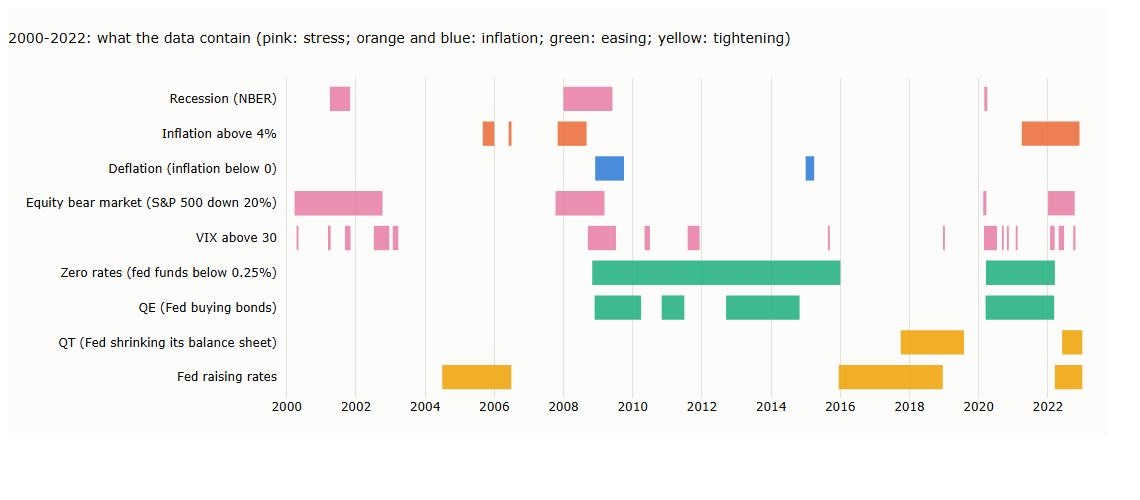 2000-2022: what the data contain (pink: stress; orange and blue: inflation; green: easing; yellow: tightening)
Recession (NBER)
Inflation above 4%
Deflation (inflation below 0)
Equity bear market (S&P 500 down 20%)
VIX above 30
Zero rates (fed funds below 0.25%)
QE (Fed buying bonds)
QT (Fed shrinking its balance sheet)
Fed raising rates
2000 2002 2004 2006 2008 2010 2012 2014 2016 2018 2020 2022